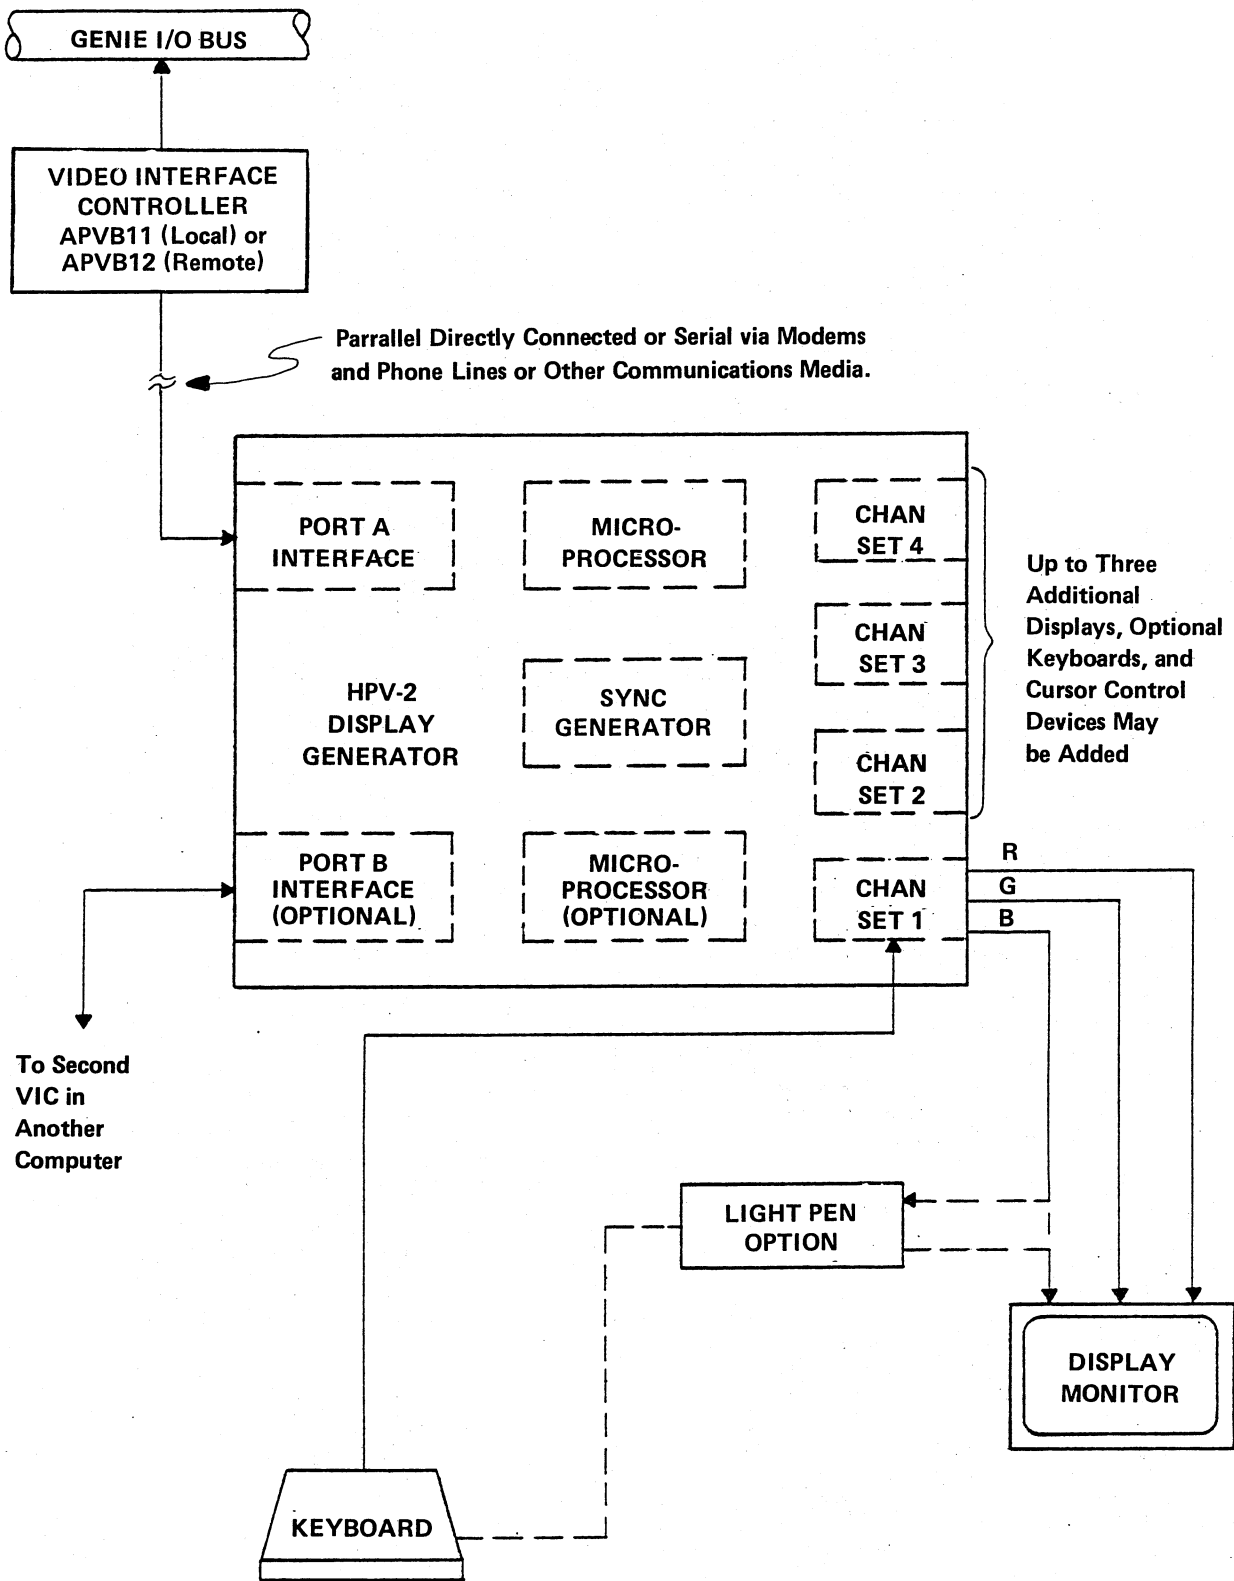 GENIE I/O BUS
VIDEO INTERFACE
CONTROLLER
APVB11 (Local) or
APVB12 (Remote)
Parrallel Directly Connected or Serial via Modems
and Phone Lines or Other Communications Media.
PORT A
INTERFACE
MICRO-
PROCESSOR
CHAN
SET 4
CHAN
SET 3
CHAN
SET 2
Up to Three
Additional
Displays, Optional
Keyboards, and
Cursor Control
Devices May
be Added
HPV-2
DISPLAY
GENERATOR
SYNC
GENERATOR
PORT B
INTERFACE
(OPTIONAL)
MICRO-
PROCESSOR
(OPTIONAL)
CHAN
SET 1
R
G
B
To Second
VIC in
Another
Computer
LIGHT PEN
OPTION
DISPLAY
MONITOR
KEYBOARD